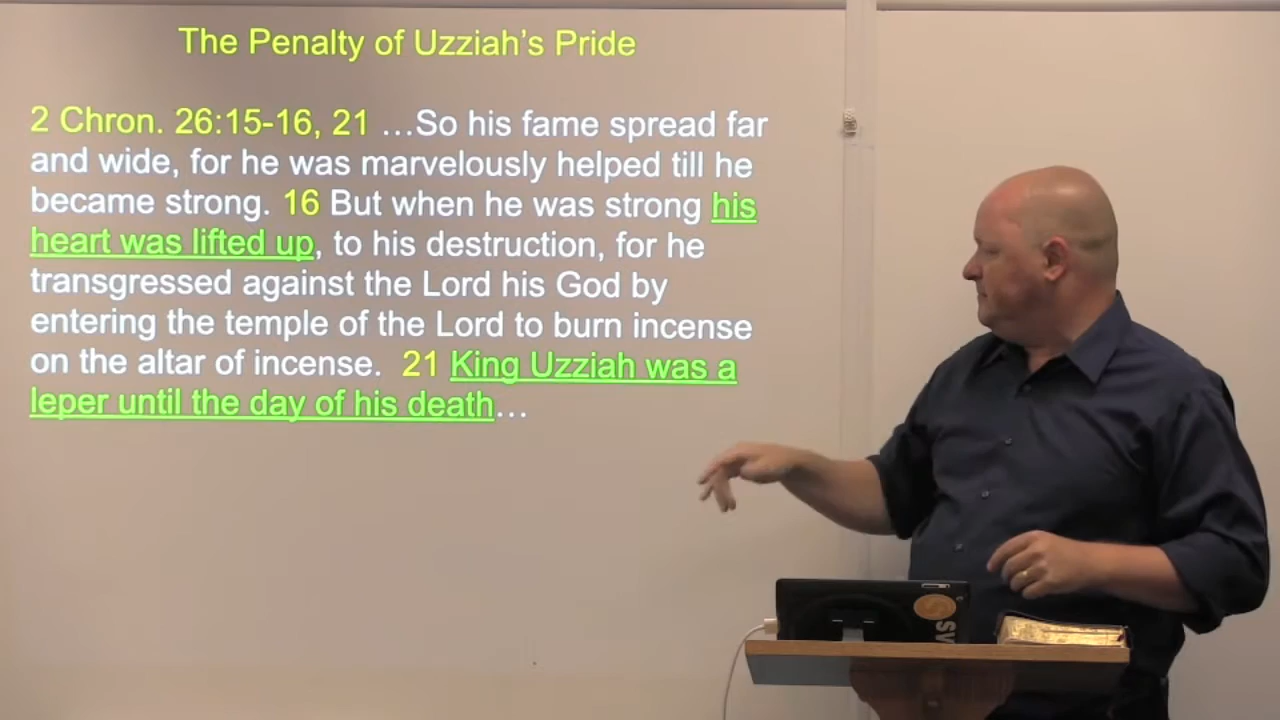 The Penalty of Uzziah's Pride
2 Chron. 26:15-16, 21 …So his fame spread far
and wide, for he was marvelously helped till he
became strong. 16 But when he was strong his
heart was lifted up, to his destruction, for he
transgressed against the Lord his God by
entering the temple of the Lord to burn incense
on the altar of incense. 21 King Uzziah was a
leper until the day of his death…
SV